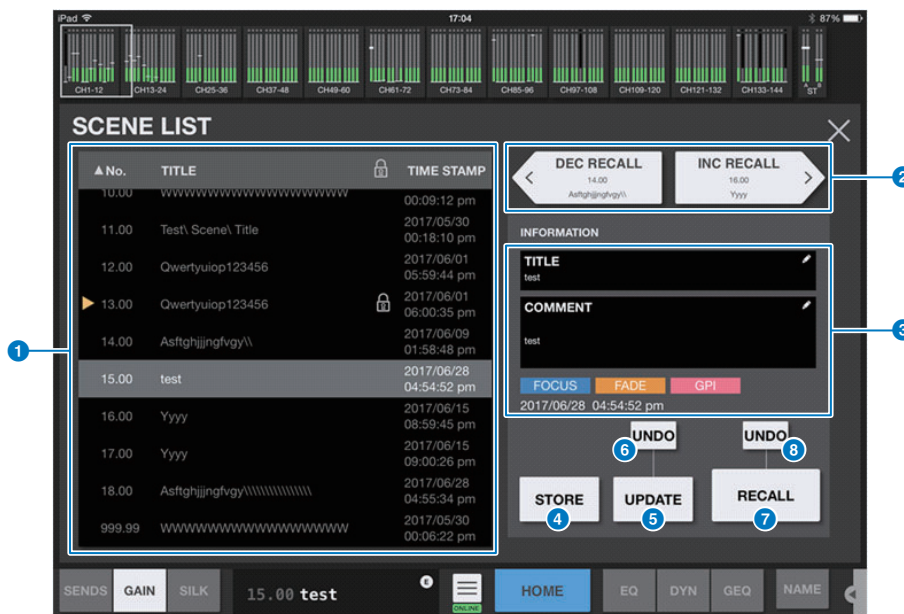 iPad 17:04 87%
CH1-12 CH13-24 CH25-36 CH37-48 CH49-60 CH61-72 CH73-84 CH85-96 CH97-108 CH109-120 CH121-132 CH133-144 A ST B
SCENE LIST
No. TITLE TIME STAMP
10.00 WWWWWWWWWWWWWWWW 00:09:12 pm
11.00 Test\ Scene\ Title 2017/05/30 00:18:10 pm
12.00 Qwertyuiop123456 2017/06/01 05:59:44 pm
13.00 Qwertyuiop123456 2017/06/01 06:00:35 pm
14.00 Asftghjjjngfvgy\\ 2017/06/09 01:58:48 pm
15.00 test 2017/06/28 04:54:52 pm
16.00 Yyyy 2017/06/15 08:59:45 pm
17.00 Yyyy 2017/06/15 09:00:26 pm
18.00 Asftghjjjngfvgy\\\\\\\\\\\\\\\\ 2017/06/28 04:55:34 pm
999.99 WWWWWWWWWWWWWWWW 2017/05/30 00:06:22 pm
1
DEC RECALL
14.00
Asftghjjjngfvgy\\
INC RECALL
16.00
Yyyy
2
INFORMATION
TITLE
test
COMMENT
test
3
FOCUS FADE GPI
2017/06/28 04:54:52 pm
UNDO 6 UNDO 8
STORE 4 UPDATE 5 RECALL 7
SENDS GAIN SILK 15.00 test E ONLINE HOME EQ DYN GEQ NAME